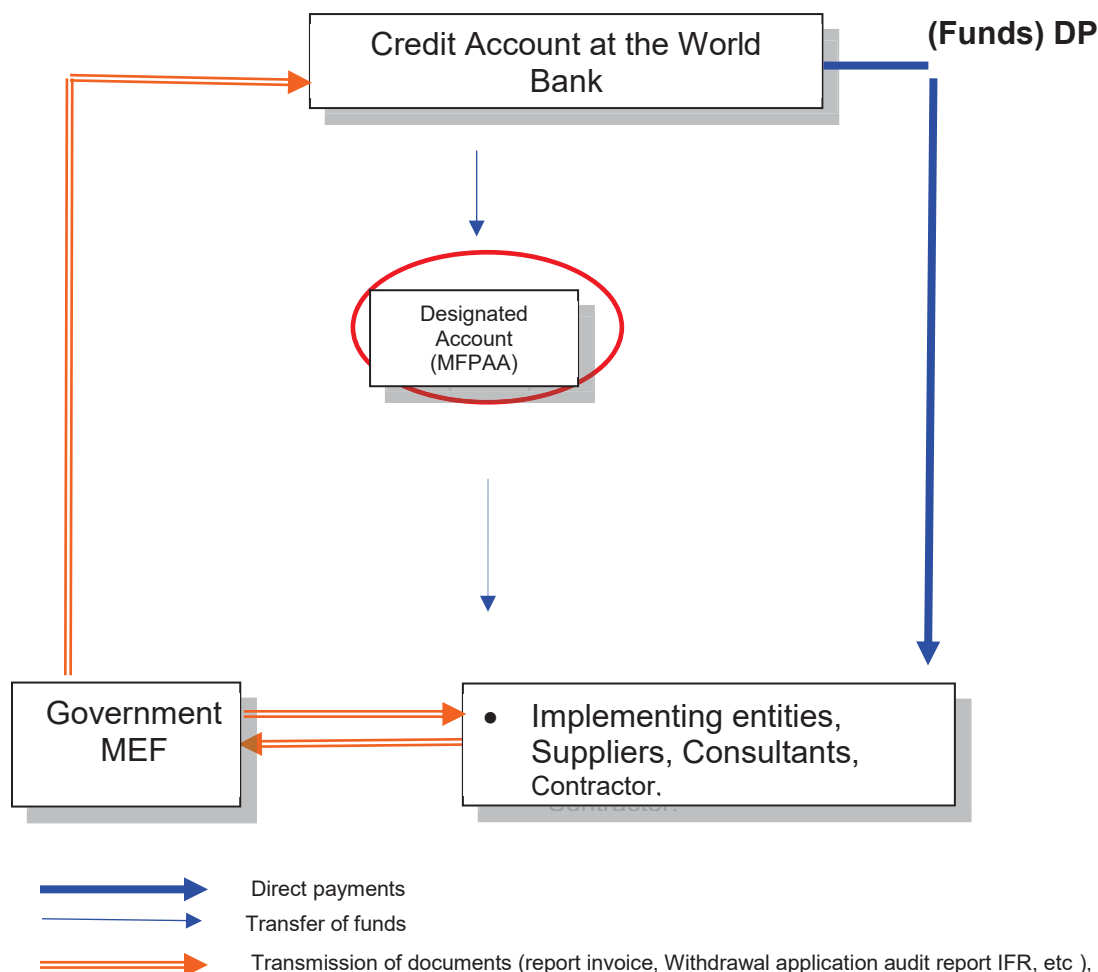 (Funds) DP
Credit Account at the World
Bank
Designated
Account
(MFPAA)
Government
MEF
• Implementing entities,
Suppliers, Consultants,
Contractor.
Direct payments
Transfer of funds
Transmission of documents (report invoice, Withdrawal application audit report IFR, etc ),